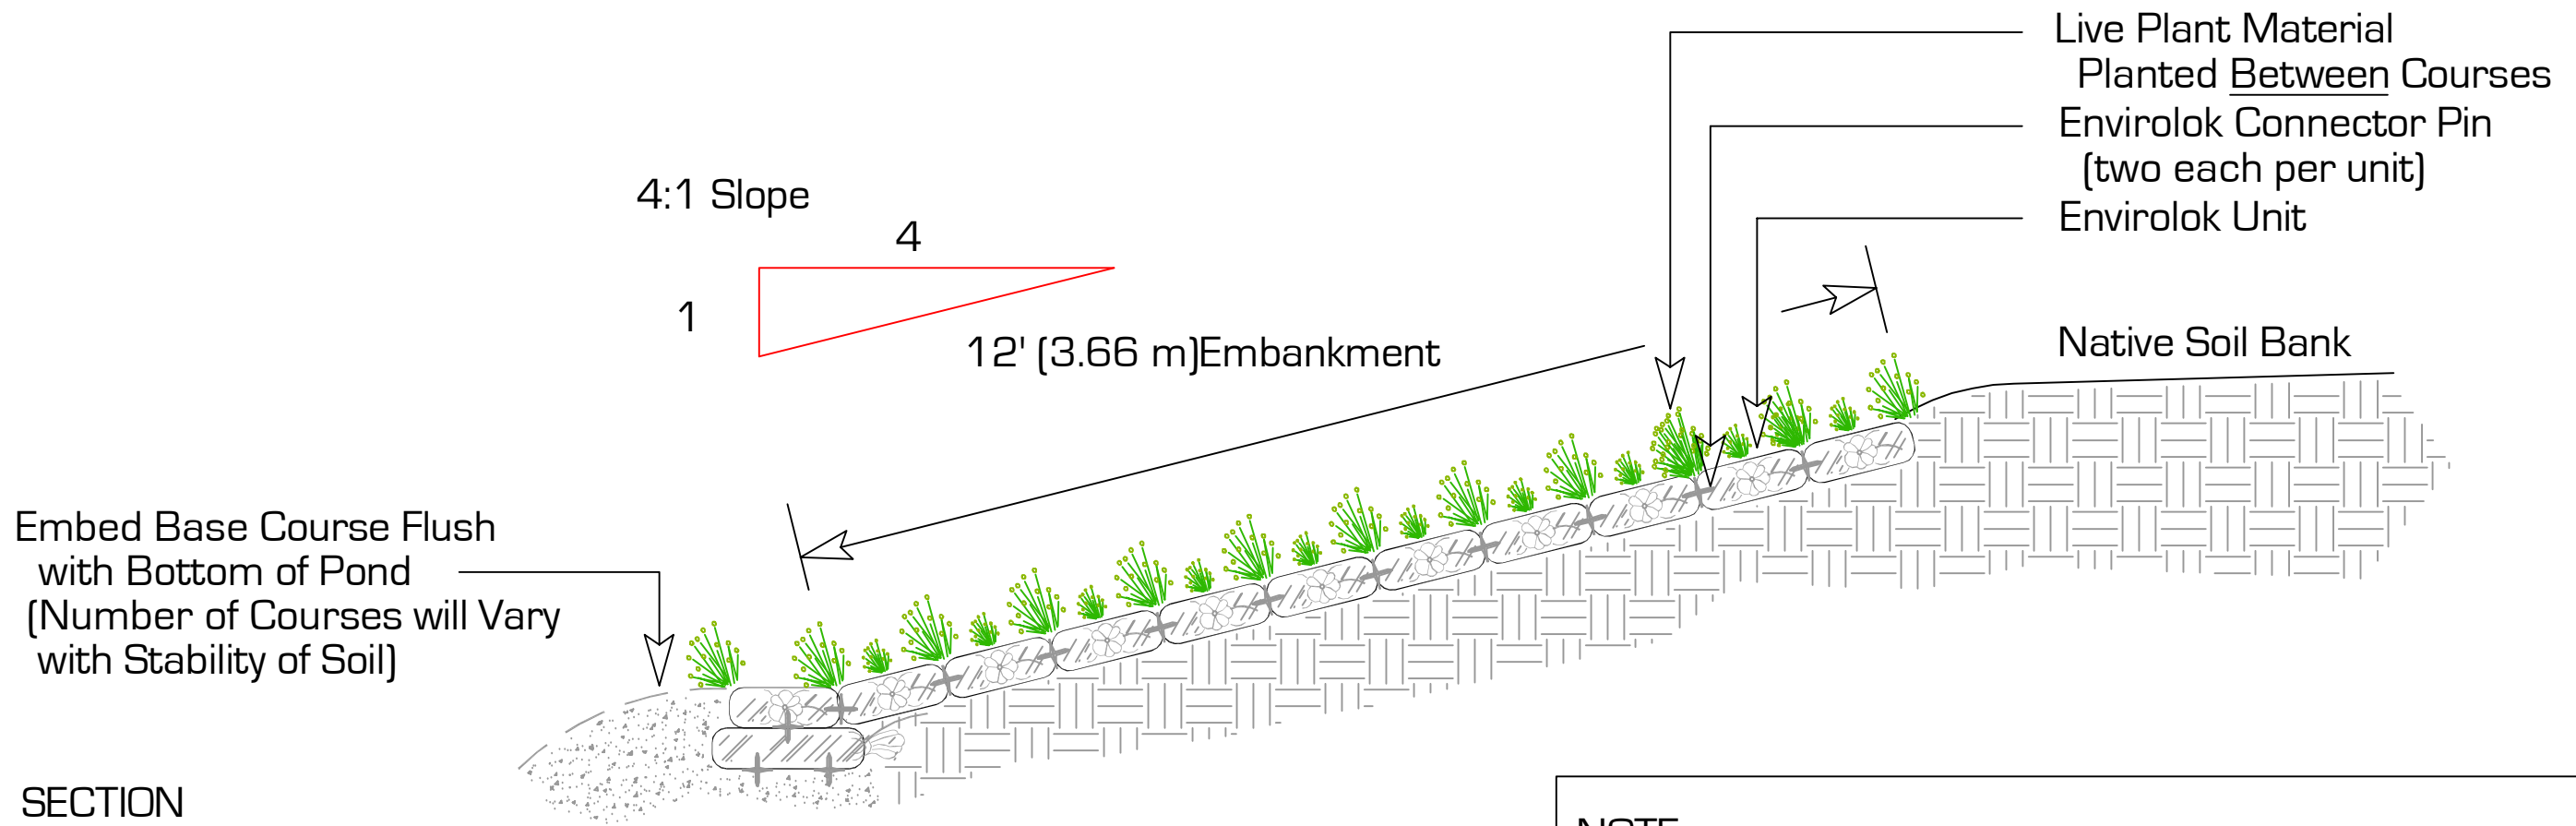 Live Plant Material
Planted Between Courses
Envirolok Connector Pin
(two each per unit)
Envirolok Unit
4:1 Slope
4
1
12' (3.66 m)Embankment
Native Soil Bank
Embed Base Course Flush
with Bottom of Pond
(Number of Courses will Vary
with Stability of Soil)
SECTION
NOTE